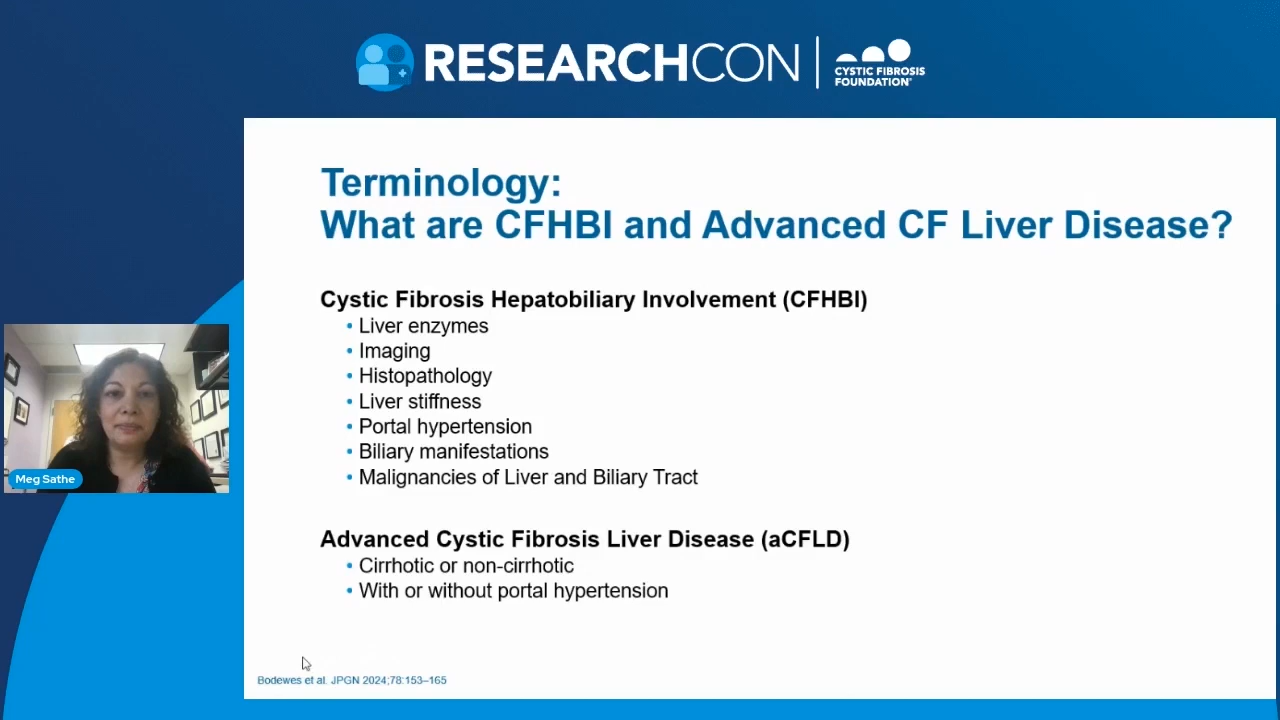 RESEARCHCON
CYSTIC FIBROSIS
FOUNDATION®
Terminology:
What are CFHBI and Advanced CF Liver Disease?
Cystic Fibrosis Hepatobiliary Involvement (CFHBI)
• Liver enzymes
• Imaging
• Histopathology
• Liver stiffness
• Portal hypertension
• Biliary manifestations
• Malignancies of Liver and Biliary Tract
Advanced Cystic Fibrosis Liver Disease (aCFLD)
• Cirrhotic or non-cirrhotic
• With or without portal hypertension
Bodewes et al. JPGN 2024;78:153–165
Meg Sathe